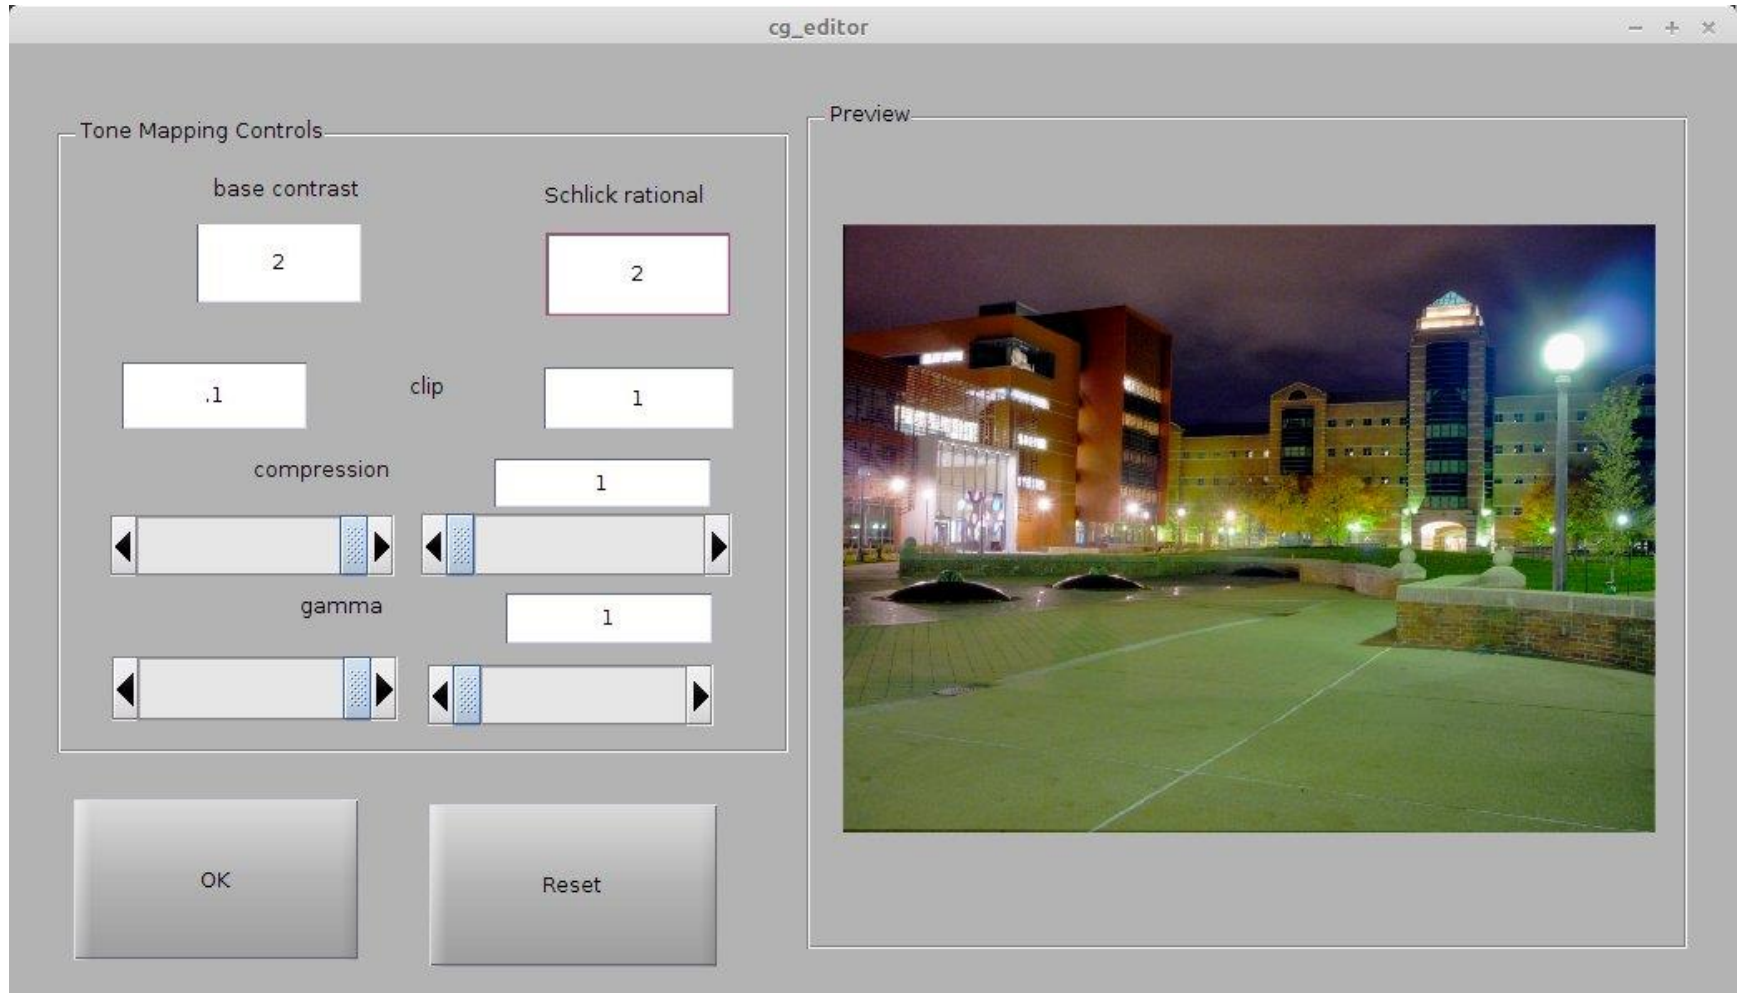 cg_editor
Tone Mapping Controls
Preview
base contrast
Schlick rational
2
2
.1
clip
1
compression
1
gamma
1
OK
Reset